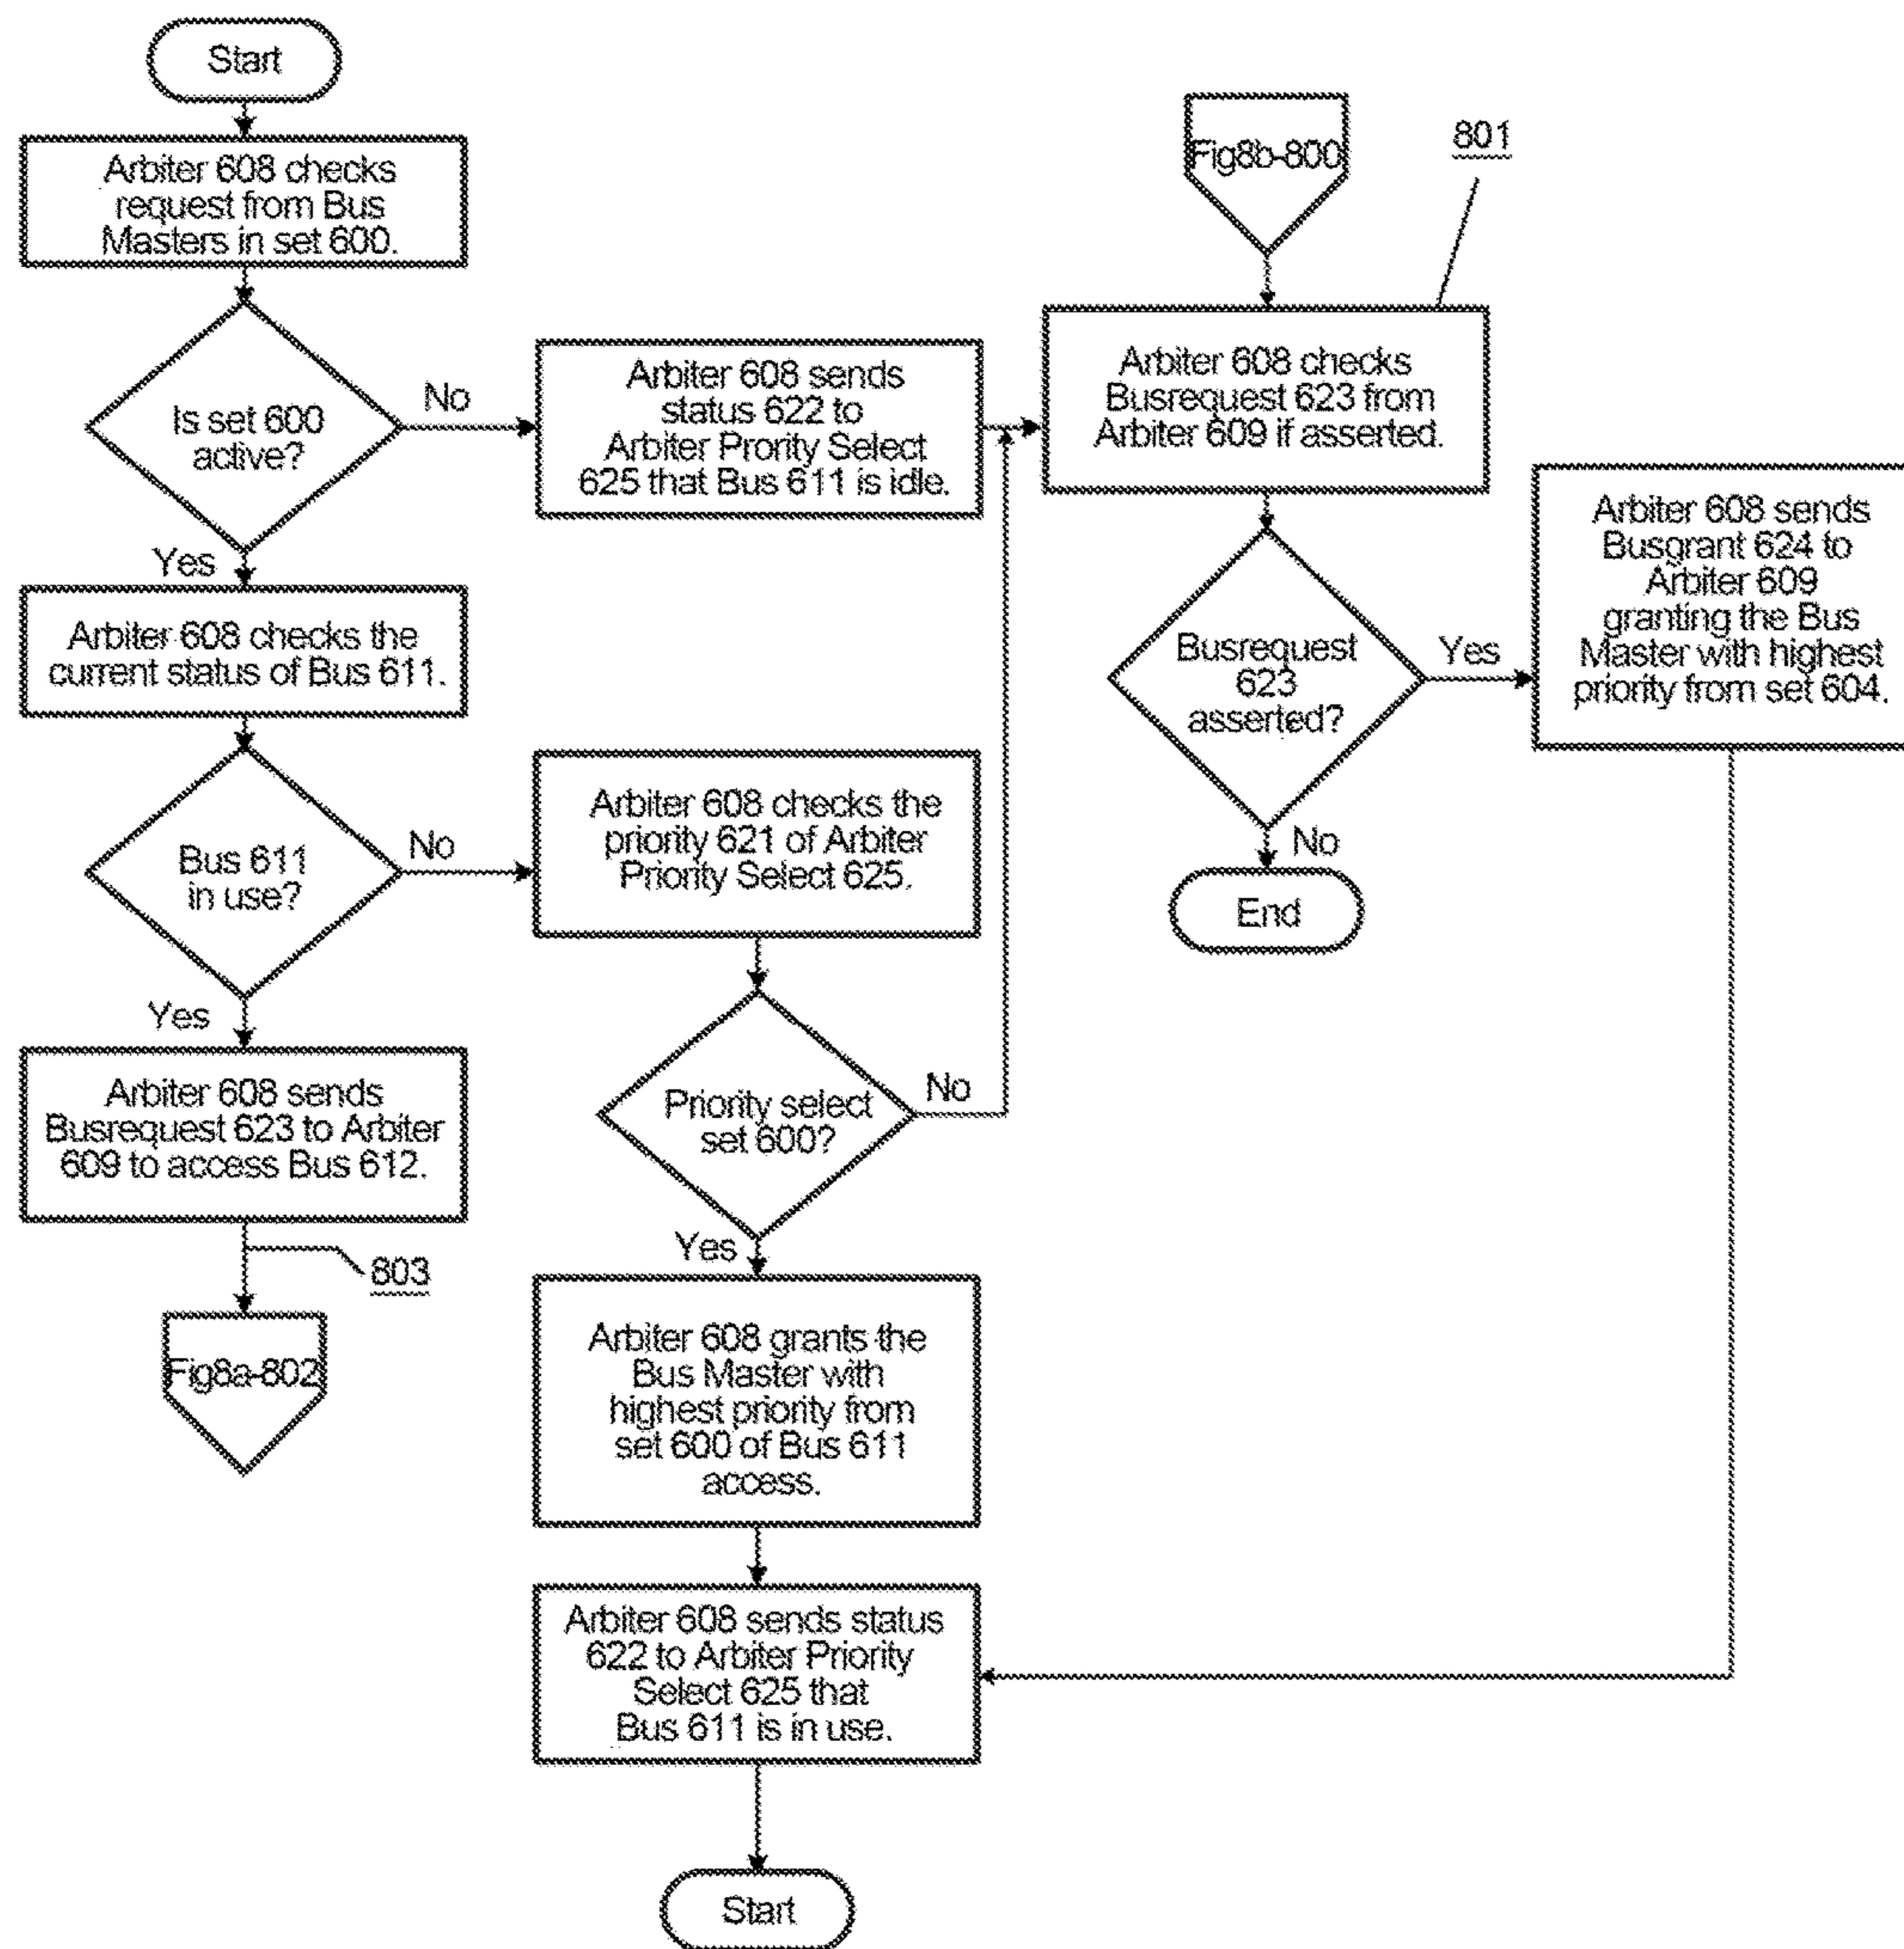 Start
Arbiter 608 checks
request from Bus
Masters in set 600.
Is set 600
active?
No
Yes
Arbiter 608 sends
status 622 to
Arbiter Prority Select
625 that Bus 611 is idle.
Fig8b-800
801
Arbiter 608 checks
Busrequest 623 from
Arbiter 609 if asserted.
Busrequest
623
asserted?
Yes
No
End
Arbiter 608 sends
Busgrant 624 to
Arbiter 609
granting the Bus
Master with highest
priority from set 604.
Arbiter 608 checks the
current status of Bus 611.
Bus 611
in use?
No
Yes
Arbiter 608 checks the
priority 621 of Arbiter
Priority Select 625.
Priority select
set 600?
No
Yes
Arbiter 608 sends
Busrequest 623 to Arbiter
609 to access Bus 612.
803
Fig8a-802
Arbiter 608 grants the
Bus Master with
highest priority from
set 600 of Bus 611
access.
Arbiter 608 sends status
622 to Arbiter Priority
Select 625 that
Bus 611 is in use.
Start